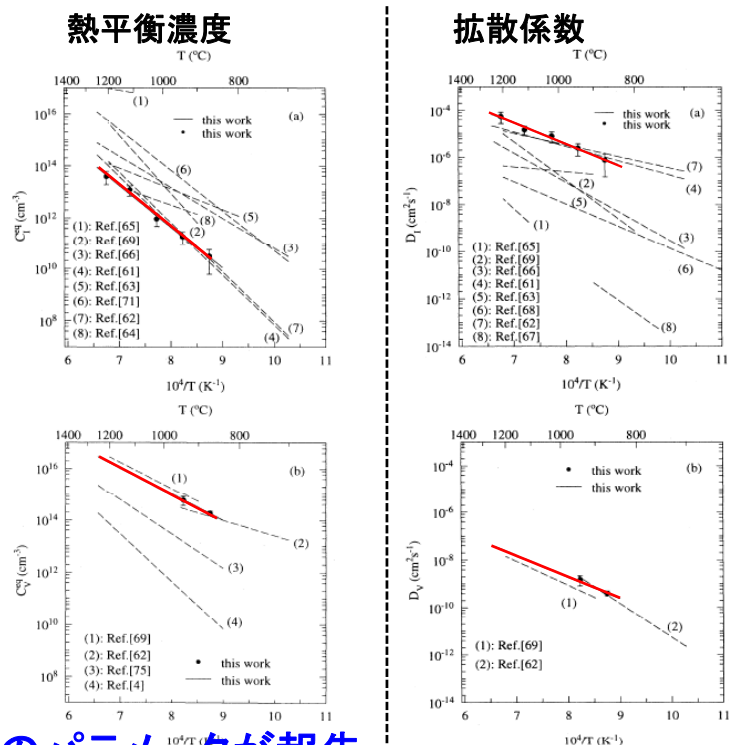 熱平衡濃度
T (°C)
1400 1200 1000 800
(1)
— this work
• this work
(a)
10^16
10^14
10^12
10^10
10^8
C_I^eq (cm^-3)
(6)
(5)
(8)
(2)
(3)
(7)
(4)
(1): Ref.[65]
(2): Ref.[69]
(3): Ref.[66]
(4): Ref.[61]
(5): Ref.[63]
(6): Ref.[71]
(7): Ref.[62]
(8): Ref.[64]
6 7 8 9 10 11
10^4/T (K^-1)
T (°C)
1400 1200 1000 800
(b)
10^16
10^14
10^12
10^10
10^8
C_V^eq (cm^-3)
(1)
(2)
(3)
(4)
(1): Ref.[69]
(2): Ref.[62]
(3): Ref.[75]
(4): Ref.[4]
• this work
— this work
6 7 8 9 10 11
10^4/T (K^-1)
拡散係数
T (°C)
1400 1200 1000 800
— this work
• this work
(a)
10^-4
10^-6
10^-8
10^-10
10^-12
10^-14
D_I (cm^2s^-1)
(7)
(4)
(2)
(5)
(1)
(3)
(6)
(8)
(1): Ref.[65]
(2): Ref.[69]
(3): Ref.[66]
(4): Ref.[61]
(5): Ref.[63]
(6): Ref.[68]
(7): Ref.[62]
(8): Ref.[67]
6 7 8 9 10 11
10^4/T (K^-1)
T (°C)
1400 1200 1000 800
• this work
— this work
(b)
10^-4
10^-6
10^-8
10^-10
10^-12
10^-14
D_V (cm^2s^-1)
(1)
(2)
(1): Ref.[69]
(2): Ref.[62]
6 7 8 9 10 11
10^4/T (K^-1)